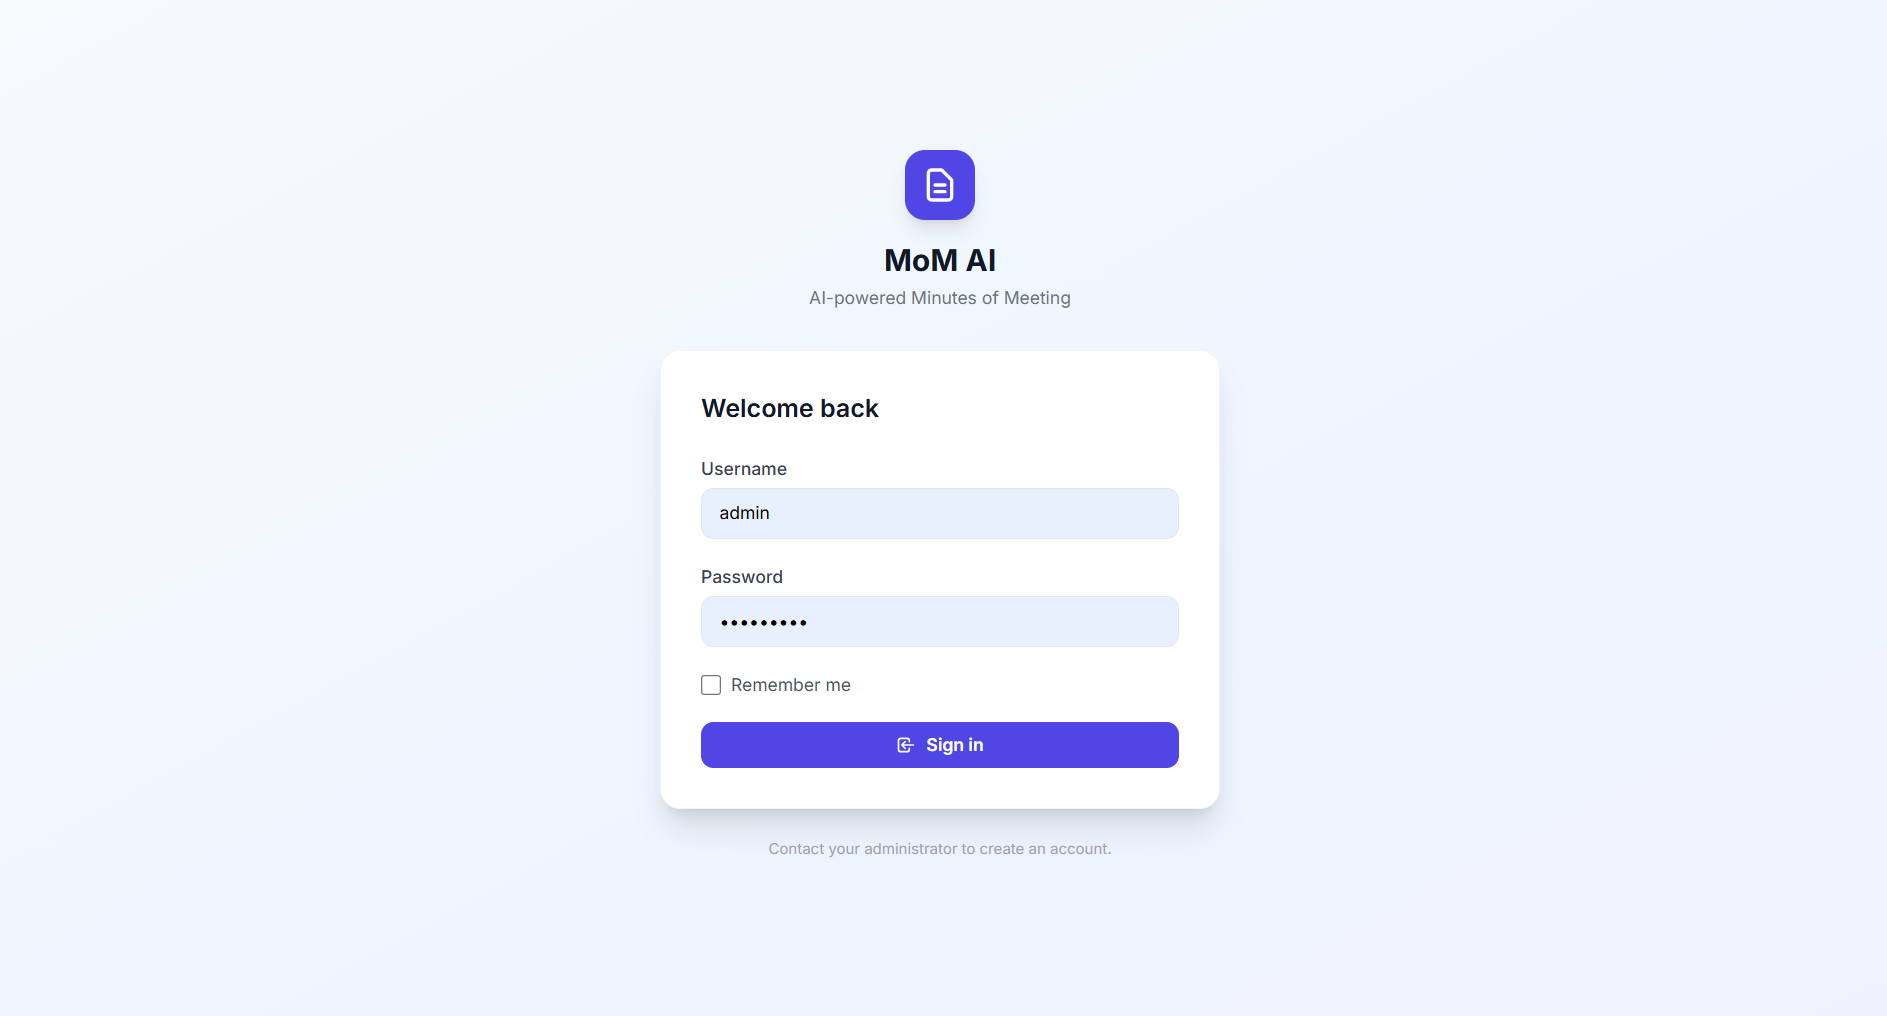 MoM AI
AI-powered Minutes of Meeting
Welcome back
Username
admin
Password
•••••••••
Remember me
Sign in
Contact your administrator to create an account.